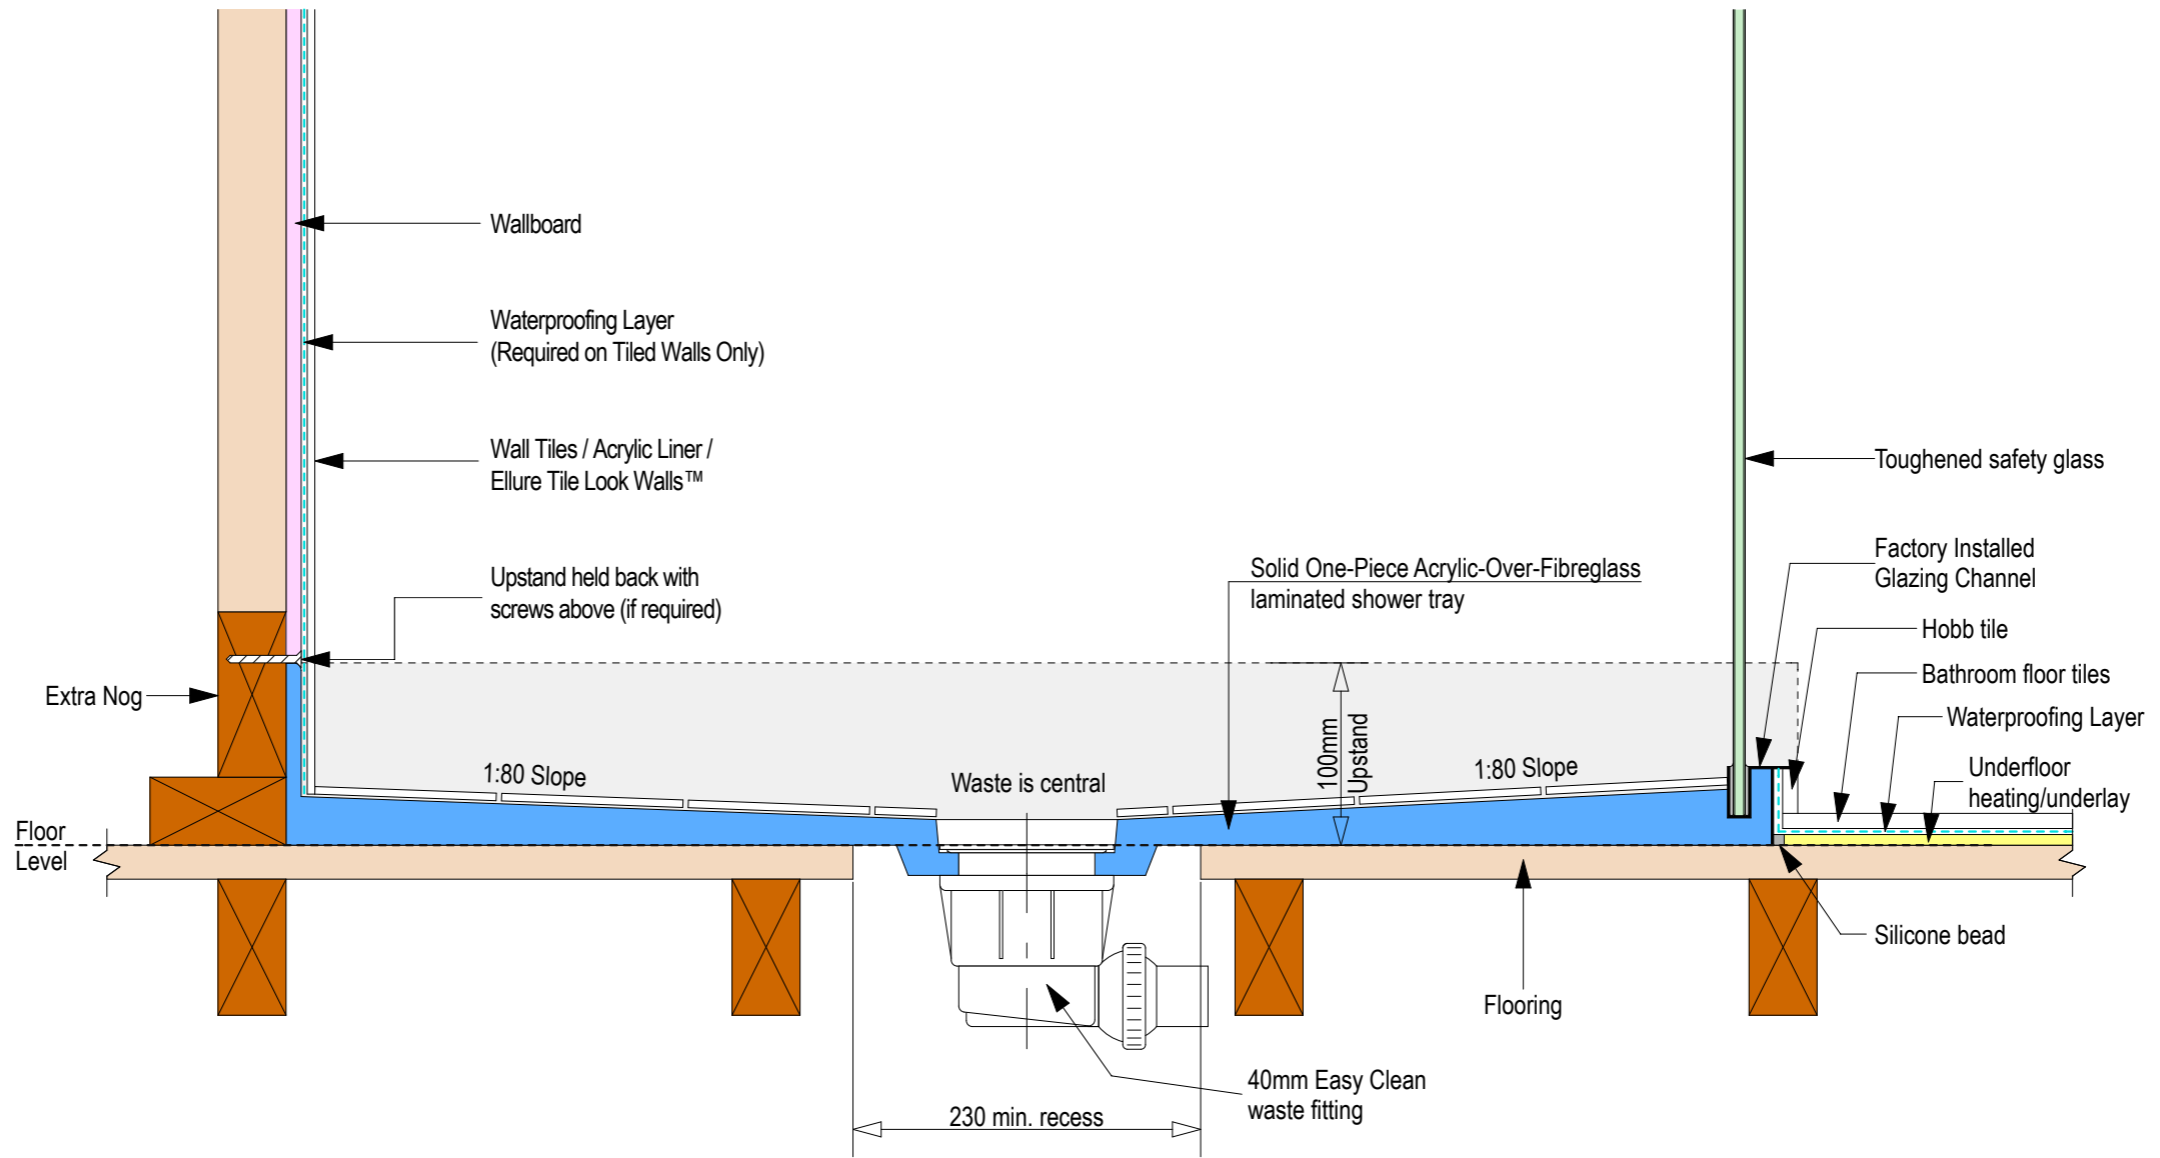 Wallboard
Waterproofing Layer
(Required on Tiled Walls Only)
Wall Tiles / Acrylic Liner /
Ellure Tile Look Walls™
Toughened safety glass
Upstand held back with
screws above (if required)
Solid One-Piece Acrylic-Over-Fibreglass
laminated shower tray
Factory Installed
Glazing Channel
Hobb tile
Bathroom floor tiles
Waterproofing Layer
Underfloor
heating/underlay
Extra Nog
1:80 Slope
Waste is central
100mm
Upstand
1:80 Slope
Floor
Level
Silicone bead
Flooring
40mm Easy Clean
waste fitting
230 min. recess